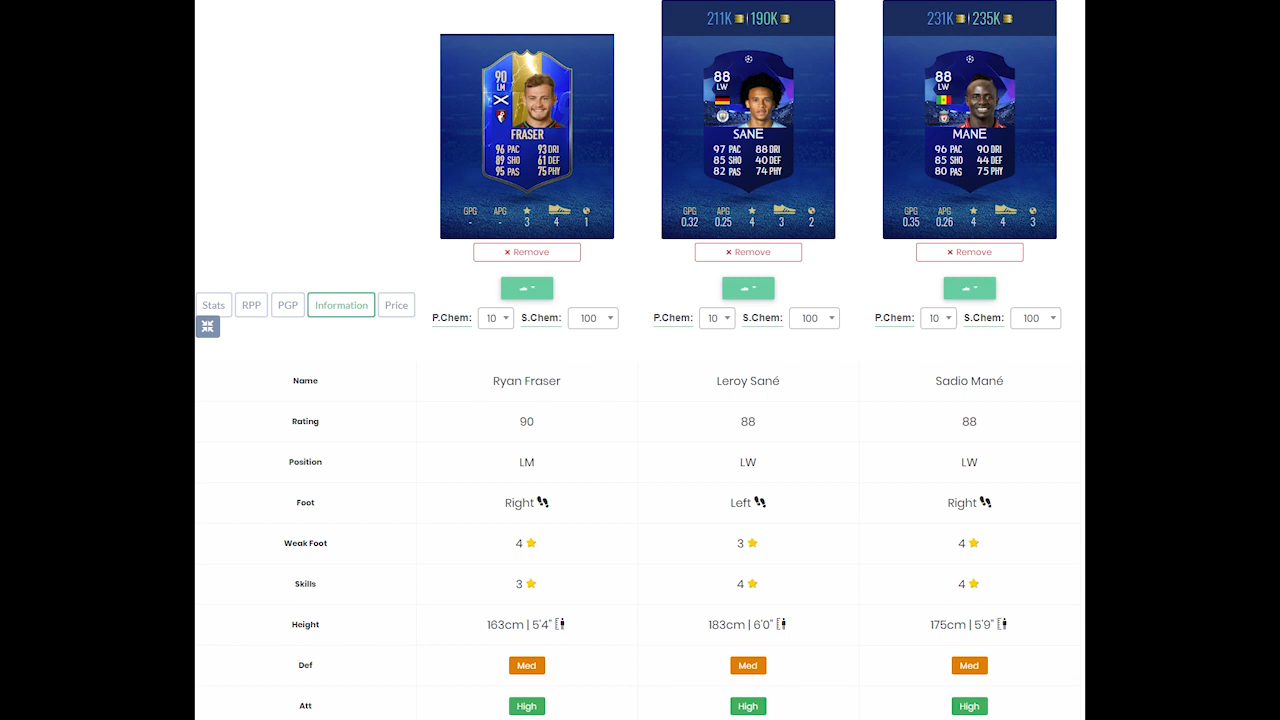 211K | 190K
231K | 235K
90
LM
FRASER
96 PAC 93 DRI
89 SHO 61 DEF
95 PAS 75 PHY
GPG APG
- - 3 4 1
88
LW
SANE
97 PAC 88 DRI
85 SHO 40 DEF
82 PAS 74 PHY
GPG APG
0.32 0.25 4 3 2
88
LW
MANE
96 PAC 90 DRI
85 SHO 44 DEF
80 PAS 75 PHY
GPG APG
0.35 0.26 4 4 3
× Remove × Remove × Remove
Stats RPP PGP Information Price
P.Chem: 10 S.Chem: 100 P.Chem: 10 S.Chem: 100 P.Chem: 10 S.Chem: 100
Name Ryan Fraser Leroy Sané Sadio Mané
Rating 90 88 88
Position LM LW LW
Foot Right Left Right
Weak Foot 4 3 4
Skills 3 4 4
Height 163cm | 5'4" 183cm | 6'0" 175cm | 5'9"
Def Med Med Med
Att High High High